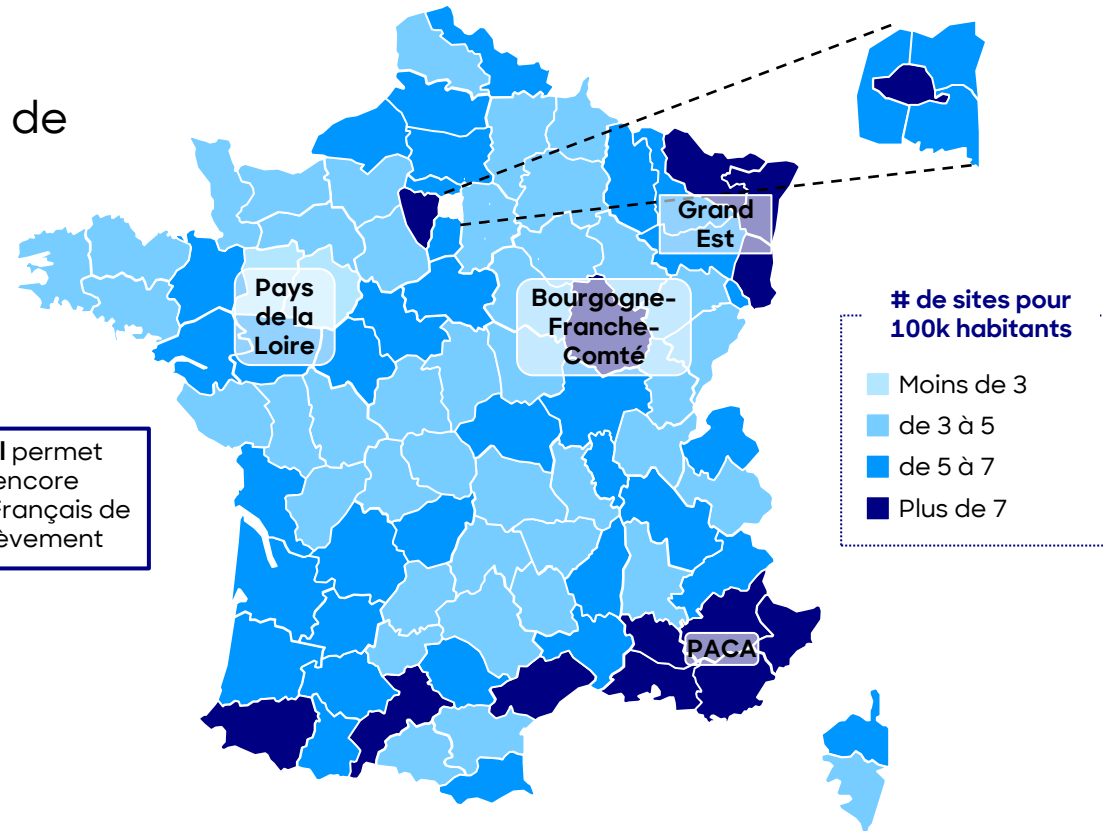 de
Grand
Est
Pays
de la
Loire
Bourgogne-
Franche-
Comté
# de sites pour
100k habitants
Moins de 3
de 3 à 5
de 5 à 7
Plus de 7
l permet
encore
Français de
èvement
PACA